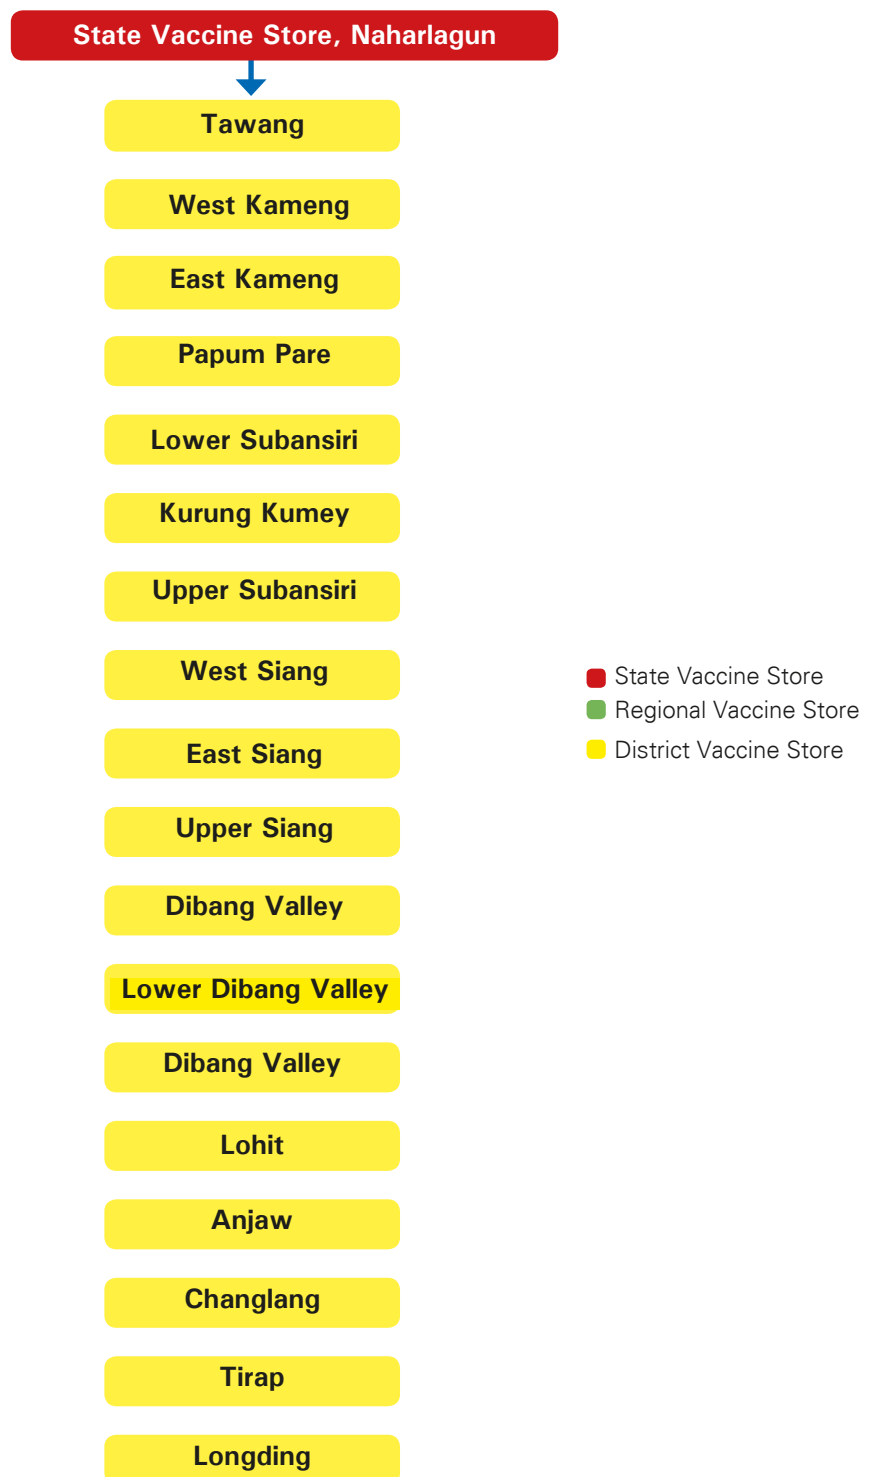 State Vaccine Store, Naharlagun
Tawang
West Kameng
East Kameng
Papum Pare
Lower Subansiri
Kurung Kumey
Upper Subansiri
West Siang
East Siang
Upper Siang
Dibang Valley
Lower Dibang Valley
Dibang Valley
Lohit
Anjaw
Changlang
Tirap
Longding
State Vaccine Store
Regional Vaccine Store
District Vaccine Store